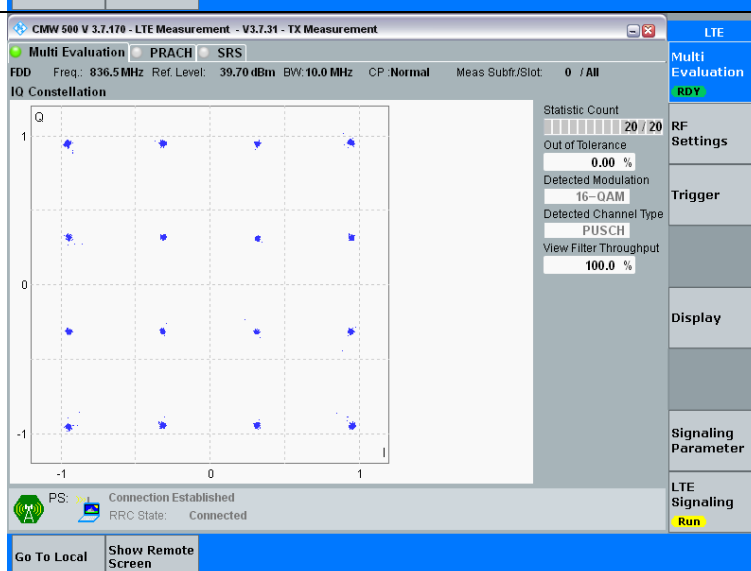 CMW 500 V 3.7.170 - LTE Measurement - V3.7.31 - TX Measurement
LTE
Multi Evaluation PRACH SRS
FDD Freq.: 836.5 MHz Ref. Level: 39.70 dBm BW: 10.0 MHz CP :Normal Meas Subfr./Slot: 0 / All
IQ Constellation
Multi
Evaluation
RDY
RF
Settings
Trigger
Display
Signaling
Parameter
LTE
Signaling
Run
Statistic Count
20 / 20
Out of Tolerance
0.00 %
Detected Modulation
16-QAM
Detected Channel Type
PUSCH
View Filter Throughput
100.0 %
Q
1
0
-1
I
-1 0 1
PS: Connection Established
RRC State: Connected
Go To Local
Show Remote
Screen